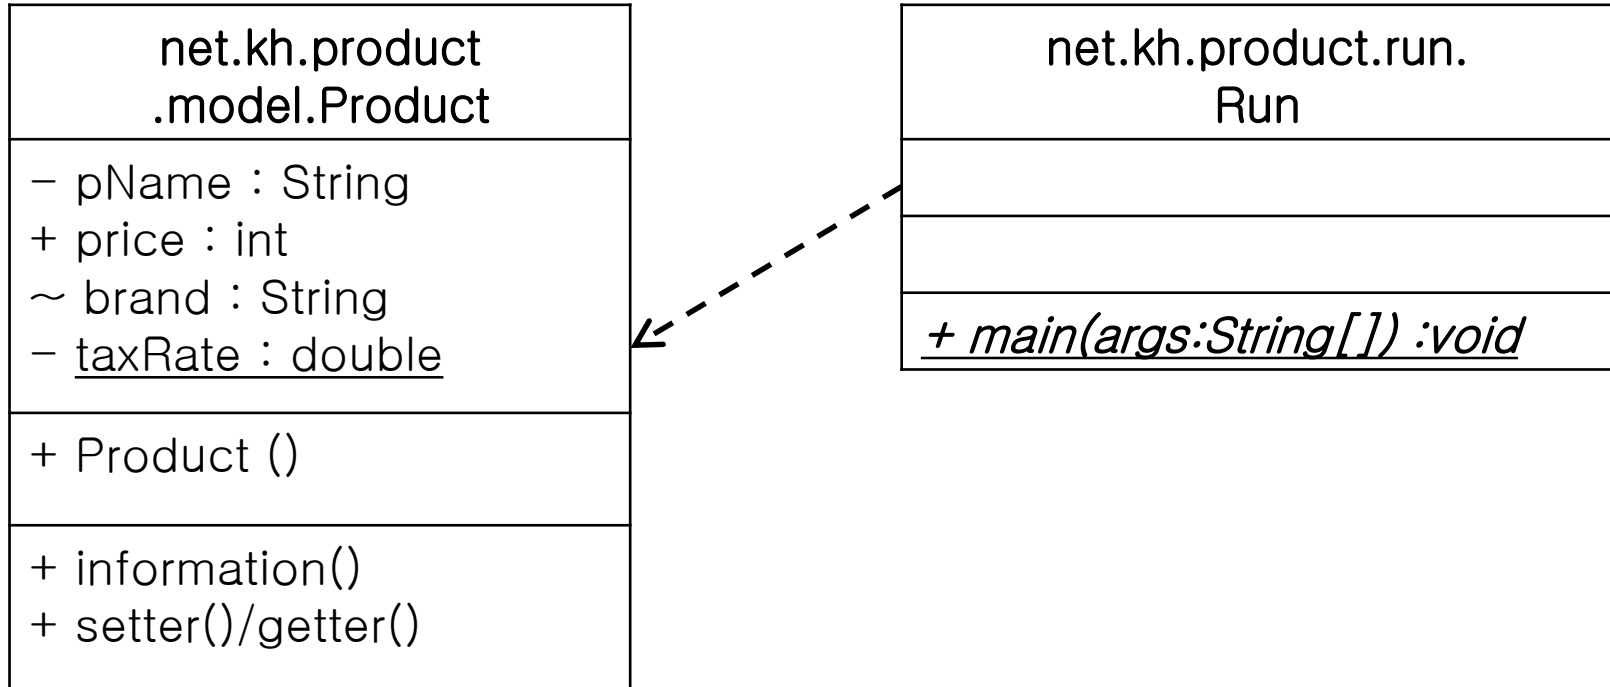 net.kh.product
.model.Product
- pName : String
+ price : int
~ brand : String
- taxRate : double
+ Product ()
+ information()
+ setter()/getter()
net.kh.product.run.
Run
+ main(args:String[]) :void